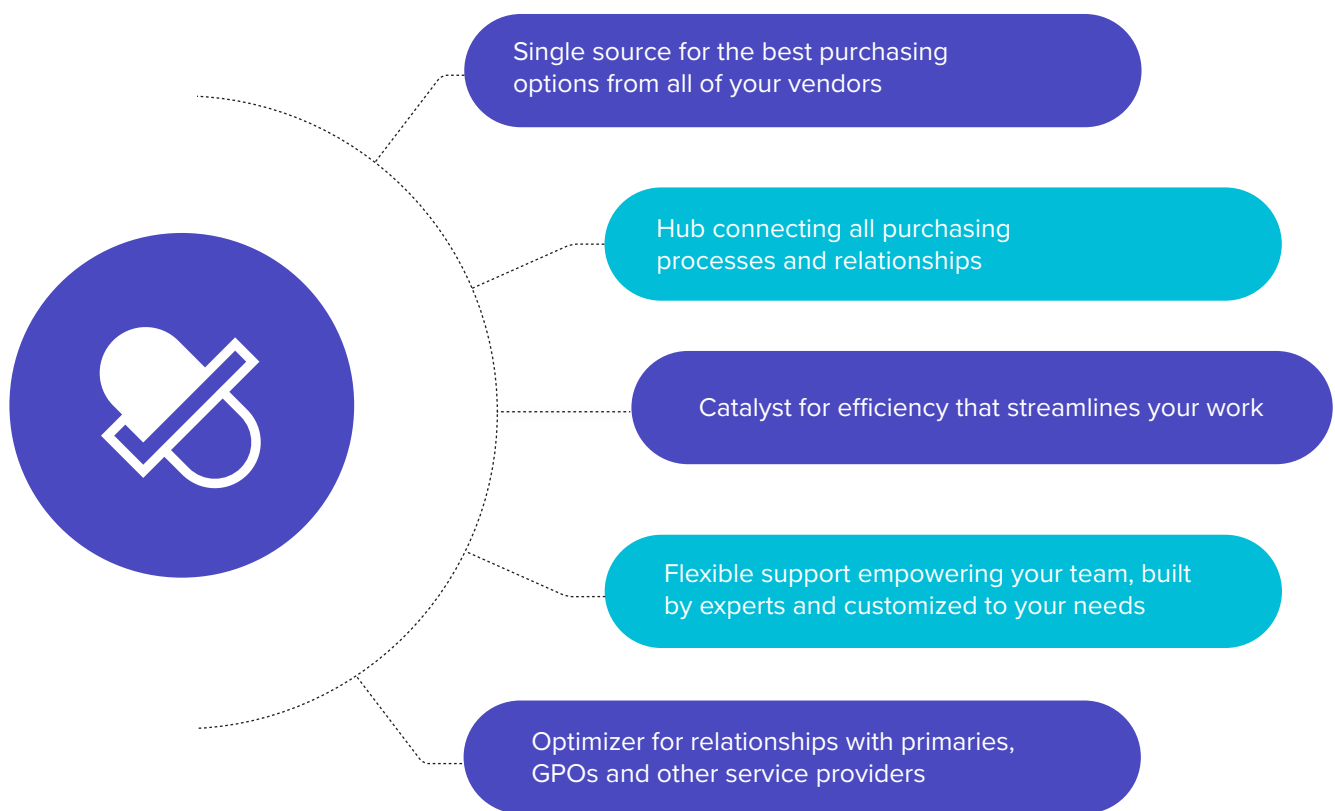 Single source for the best purchasing
options from all of your vendors
Hub connecting all purchasing
processes and relationships
Catalyst for efficiency that streamlines your work
Flexible support empowering your team, built
by experts and customized to your needs
Optimizer for relationships with primaries,
GPOs and other service providers